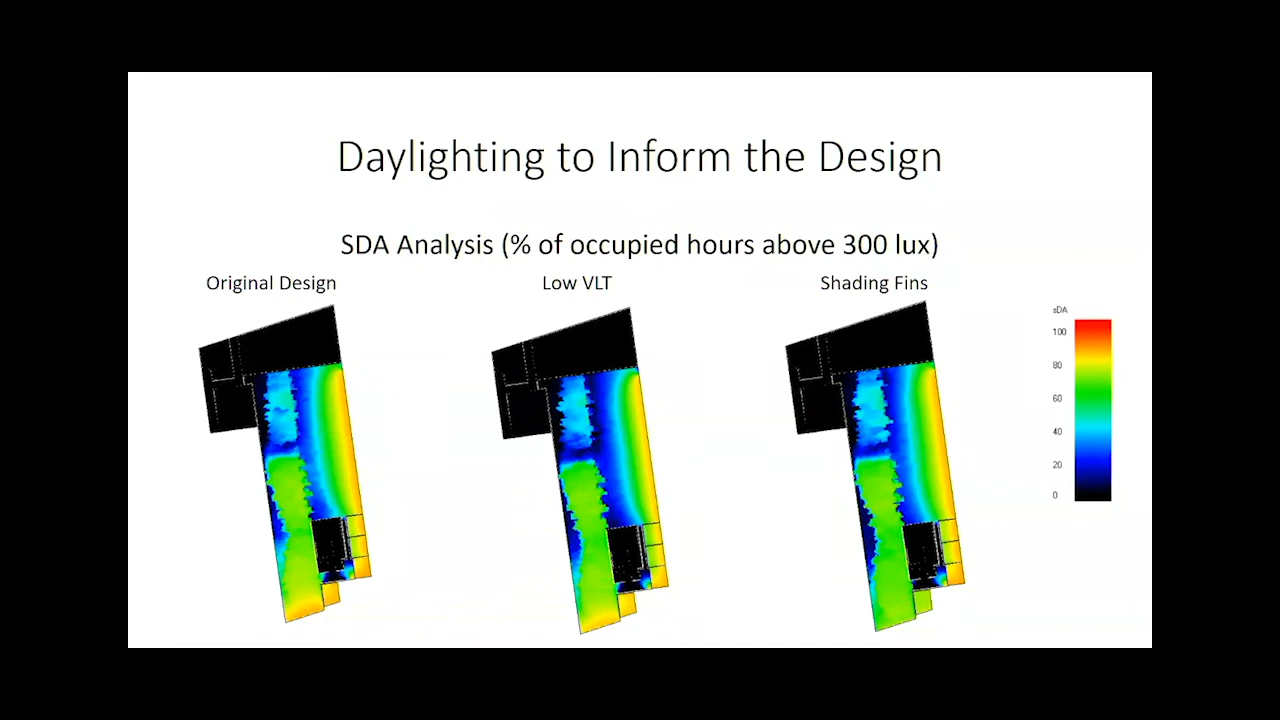 Daylighting to Inform the Design
SDA Analysis (% of occupied hours above 300 lux)
Original Design
Low VLT
Shading Fins
sDA
100
80
60
40
20
0